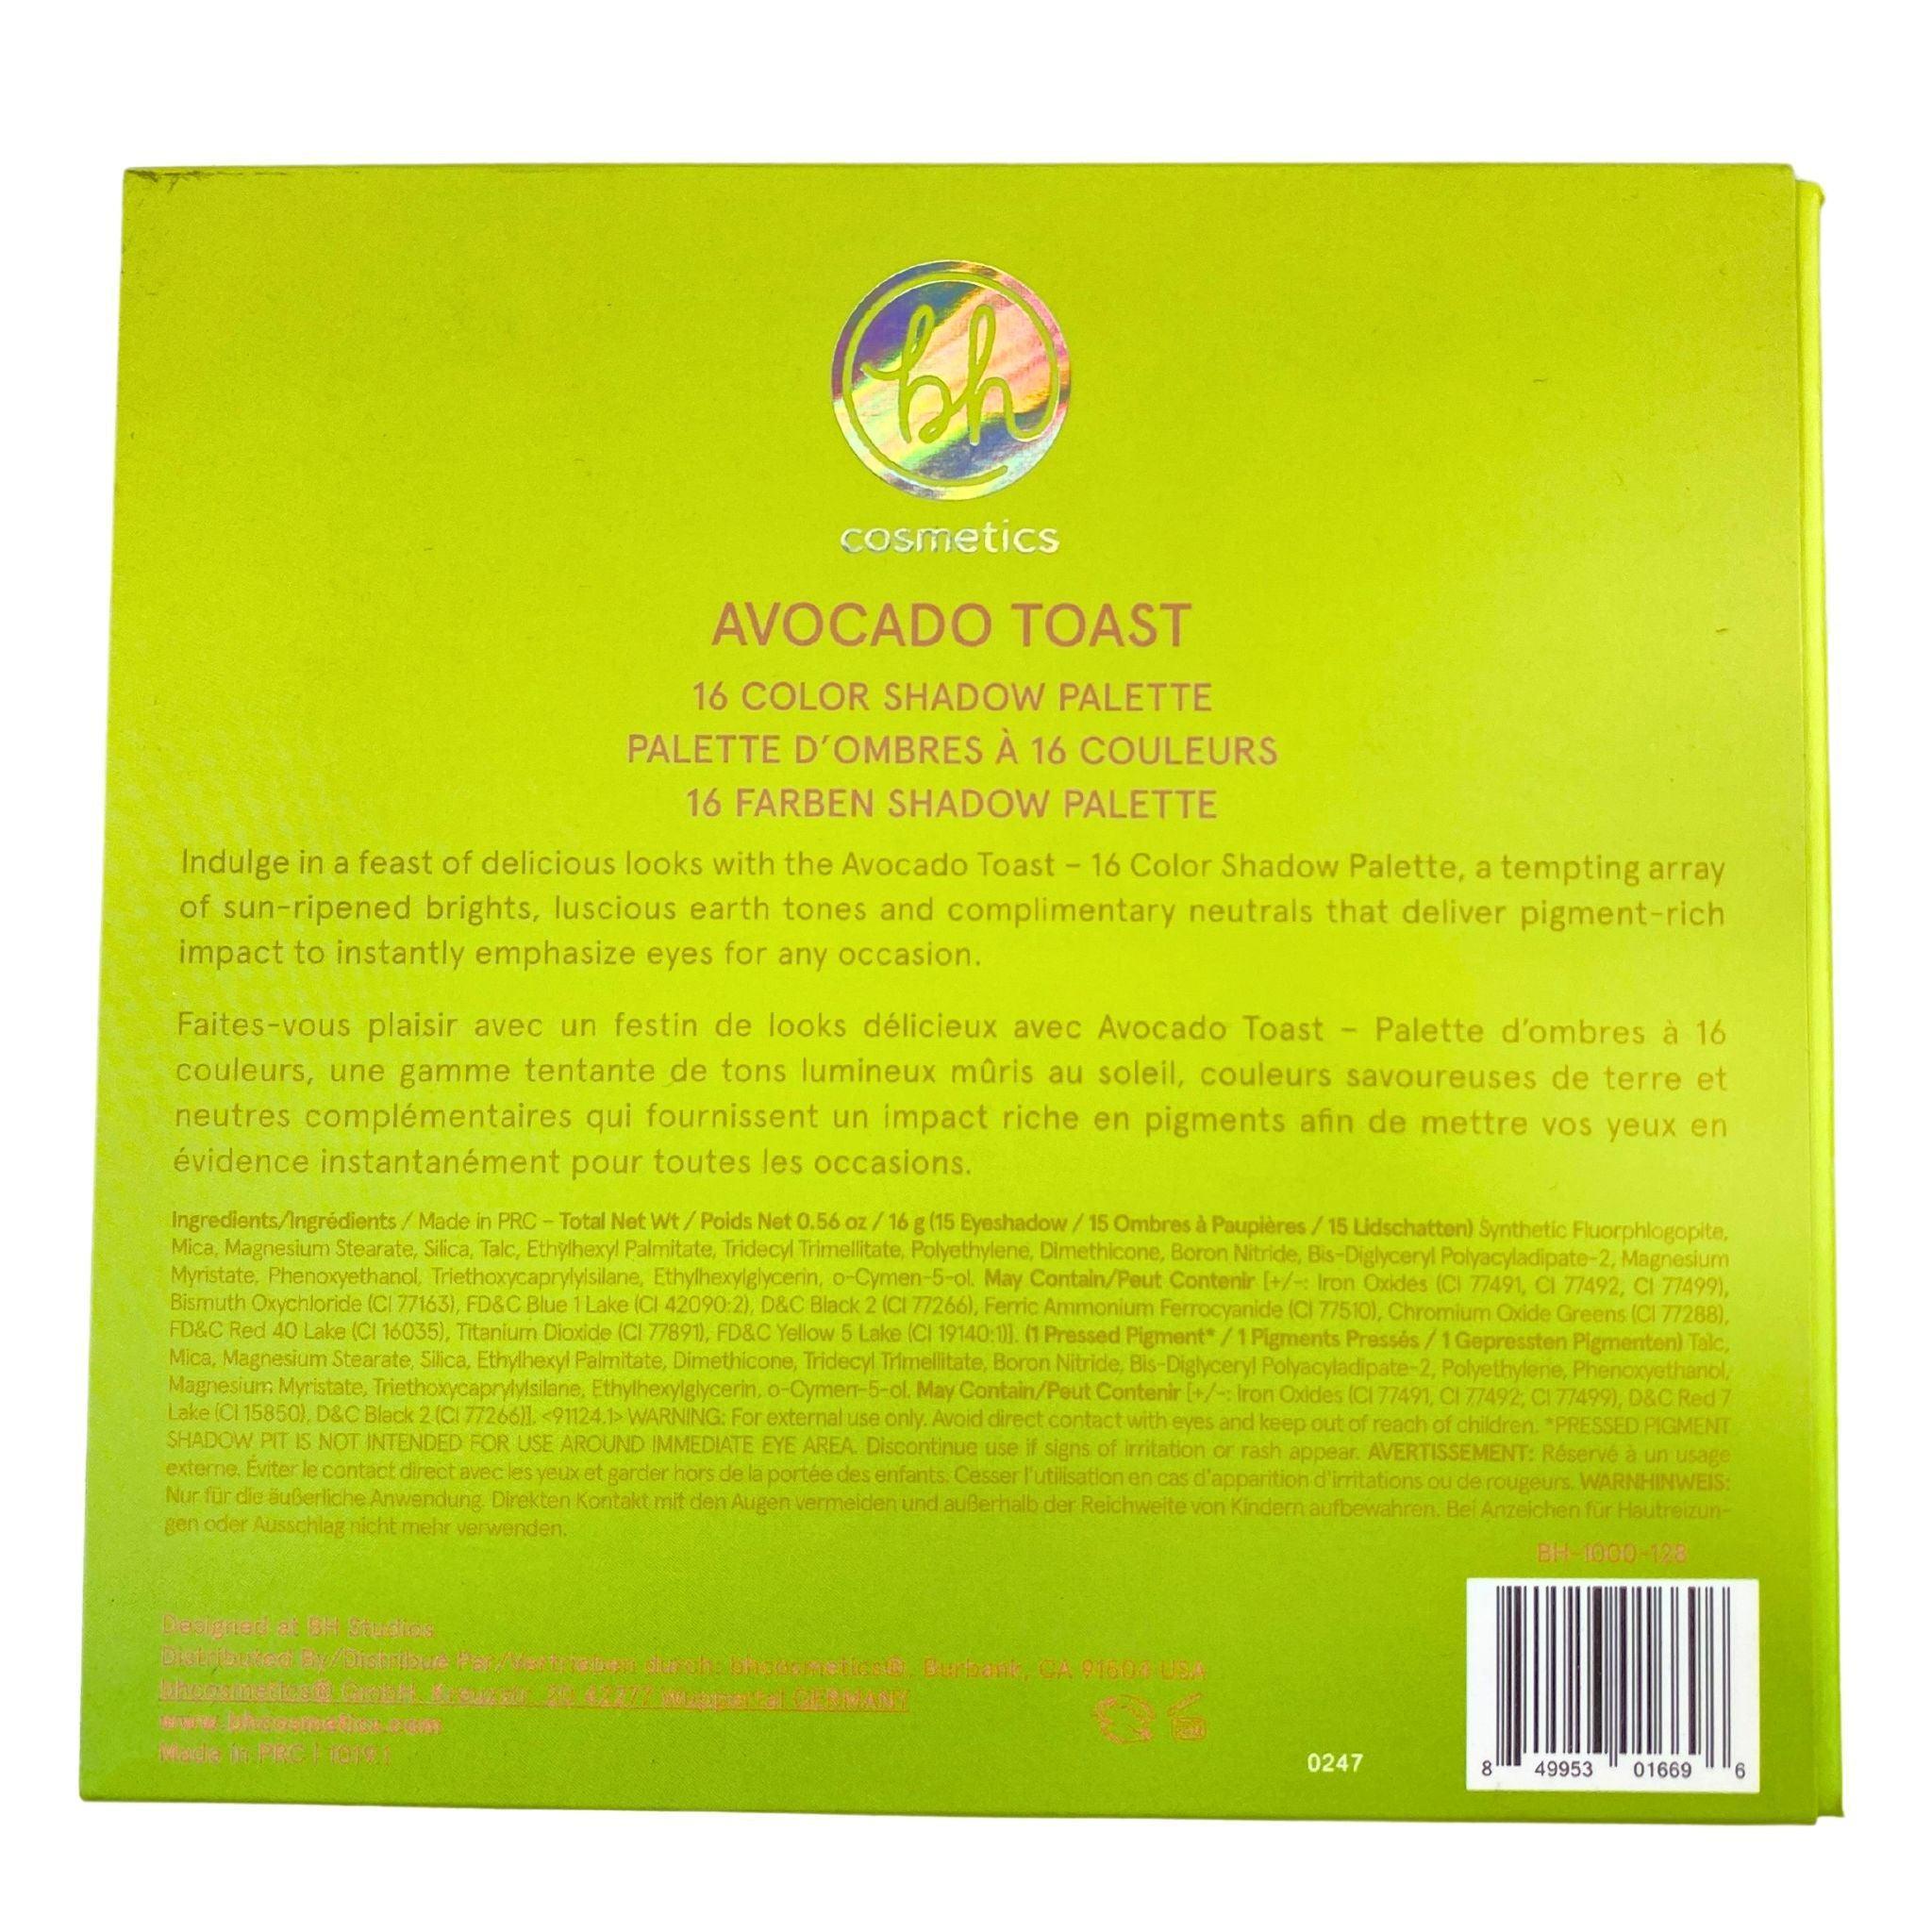 bh
cosmetics
AVOCADO TOAST
16 COLOR SHADOW PALETTE
PALETTE D'OMBRES À 16 COULEURS
16 FARBEN SHADOW PALETTE
Indulge in a feast of delicious looks with the Avocado Toast – 16 Color Shadow Palette, a tempting array
of sun-ripened brights, luscious earth tones and complimentary neutrals that deliver pigment-rich
impact to instantly emphasize eyes for any occasion.
Faites-vous plaisir avec un festin de looks délicieux avec Avocado Toast – Palette d'ombres à 16
couleurs, une gamme tentante de tons lumineux mûris au soleil, couleurs savoureuses de terre et
neutres complémentaires qui fournissent un impact riche en pigments afin de mettre vos yeux en
évidence instantanément pour toutes les occasions.
Ingredients/Ingrédients / Made in PRC – Total Net Wt / Poids Net 0.56 oz / 16 g (15 Eyeshadow / 15 Ombres à Paupières / 15 Lidschatten) Synthetic Fluorphlogopite,
Mica, Magnesium Stearate, Silica, Talc, Ethylhexyl Palmitate, Tridecyl Trimellitate, Polyethylene, Dimethicone, Boron Nitride, Bis-Diglyceryl Polyacyladipate-2, Magnesium
Myristate, Phenoxyethanol, Triethoxycaprylylsilane, Ethylhexylglycerin, o-Cymen-5-ol. May Contain/Peut Contenir [+/-: Iron Oxides (CI 77491, CI 77492, CI 77499),
Bismuth Oxychloride (CI 77163), FD&C Blue 1 Lake (CI 42090:2), D&C Black 2 (CI 77266), Ferric Ammonium Ferrocyanide (CI 77510), Chromium Oxide Greens (CI 77288),
FD&C Red 40 Lake (CI 16035), Titanium Dioxide (CI 77891), FD&C Yellow 5 Lake (CI 19140:1)]. (1 Pressed Pigment* / 1 Pigments Pressés / 1 Gepressten Pigmenten) Talc,
Mica, Magnesium Stearate, Silica, Ethylhexyl Palmitate, Dimethicone, Tridecyl Trimellitate, Boron Nitride, Bis-Diglyceryl Polyacyladipate-2, Polyethylene, Phenoxyethanol,
Magnesium Myristate, Triethoxycaprylylsilane, Ethylhexylglycerin, o-Cymen-5-ol. May Contain/Peut Contenir [+/-: Iron Oxides (CI 77491, CI 77492, CI 77499), D&C Red 7
Lake (CI 15850), D&C Black 2 (CI 77266)]. <91124.1> WARNING: For external use only. Avoid direct contact with eyes and keep out of reach of children. *PRESSED PIGMENT
SHADOW PIT IS NOT INTENDED FOR USE AROUND IMMEDIATE EYE AREA. Discontinue use if signs of irritation or rash appear. AVERTISSEMENT: Réservé à un usage
externe. Éviter le contact direct avec les yeux et garder hors de la portée des enfants. Cesser l'utilisation en cas d'apparition d'irritations ou de rougeurs. WARNHINWEIS:
Nur für die äußerliche Anwendung. Direkten Kontakt mit den Augen vermeiden und außerhalb der Reichweite von Kindern aufbewahren. Bei Anzeichen für Hautreizun-
gen oder Ausschlag nicht mehr verwenden.
BH-1000-128
Designed at BH Studios
Distributed By/Distribué Par/Vertrieben durch: bhcosmetics®, Burbank, CA 91504 USA
bhcosmetics® GmbH, Kreuzstr. 20 42277 Wuppertal GERMANY
www.bhcosmetics.com
Made in PRC | 1019.1
0247
8 49953 01669 6